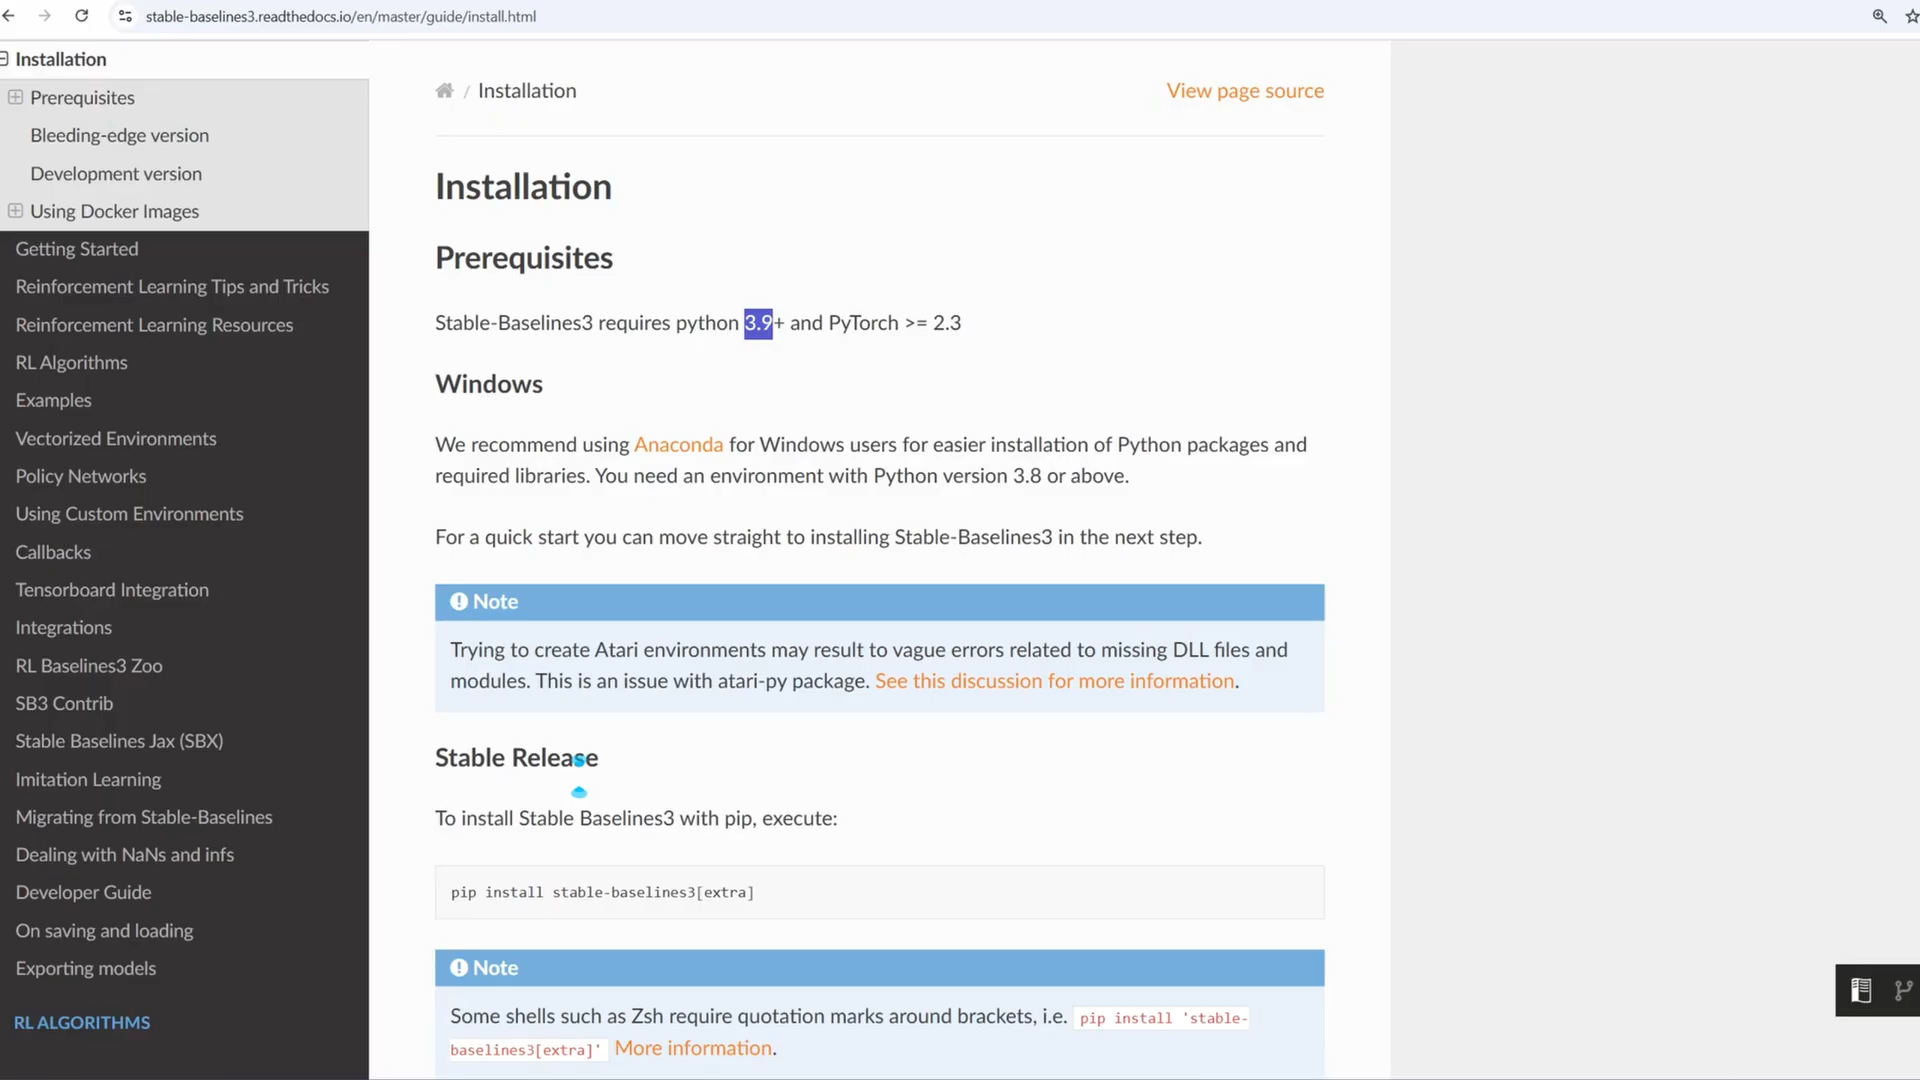 stable-baselines3.readthedocs.io/en/master/guide/install.html
Installation
Prerequisites
Bleeding-edge version
Development version
Using Docker Images
Getting Started
Reinforcement Learning Tips and Tricks
Reinforcement Learning Resources
RL Algorithms
Examples
Vectorized Environments
Policy Networks
Using Custom Environments
Callbacks
Tensorboard Integration
Integrations
RL Baselines3 Zoo
SB3 Contrib
Stable Baselines Jax (SBX)
Imitation Learning
Migrating from Stable-Baselines
Dealing with NaNs and infs
Developer Guide
On saving and loading
Exporting models
RL ALGORITHMS
/ Installation
View page source
Installation
Prerequisites
Stable-Baselines3 requires python 3.9+ and PyTorch >= 2.3
Windows
We recommend using Anaconda for Windows users for easier installation of Python packages and
required libraries. You need an environment with Python version 3.8 or above.
For a quick start you can move straight to installing Stable-Baselines3 in the next step.
Note
Trying to create Atari environments may result to vague errors related to missing DLL files and
modules. This is an issue with atari-py package. See this discussion for more information.
Stable Release
To install Stable Baselines3 with pip, execute:
pip install stable-baselines3[extra]
Note
Some shells such as Zsh require quotation marks around brackets, i.e. pip install 'stable-
baselines3[extra]' More information.